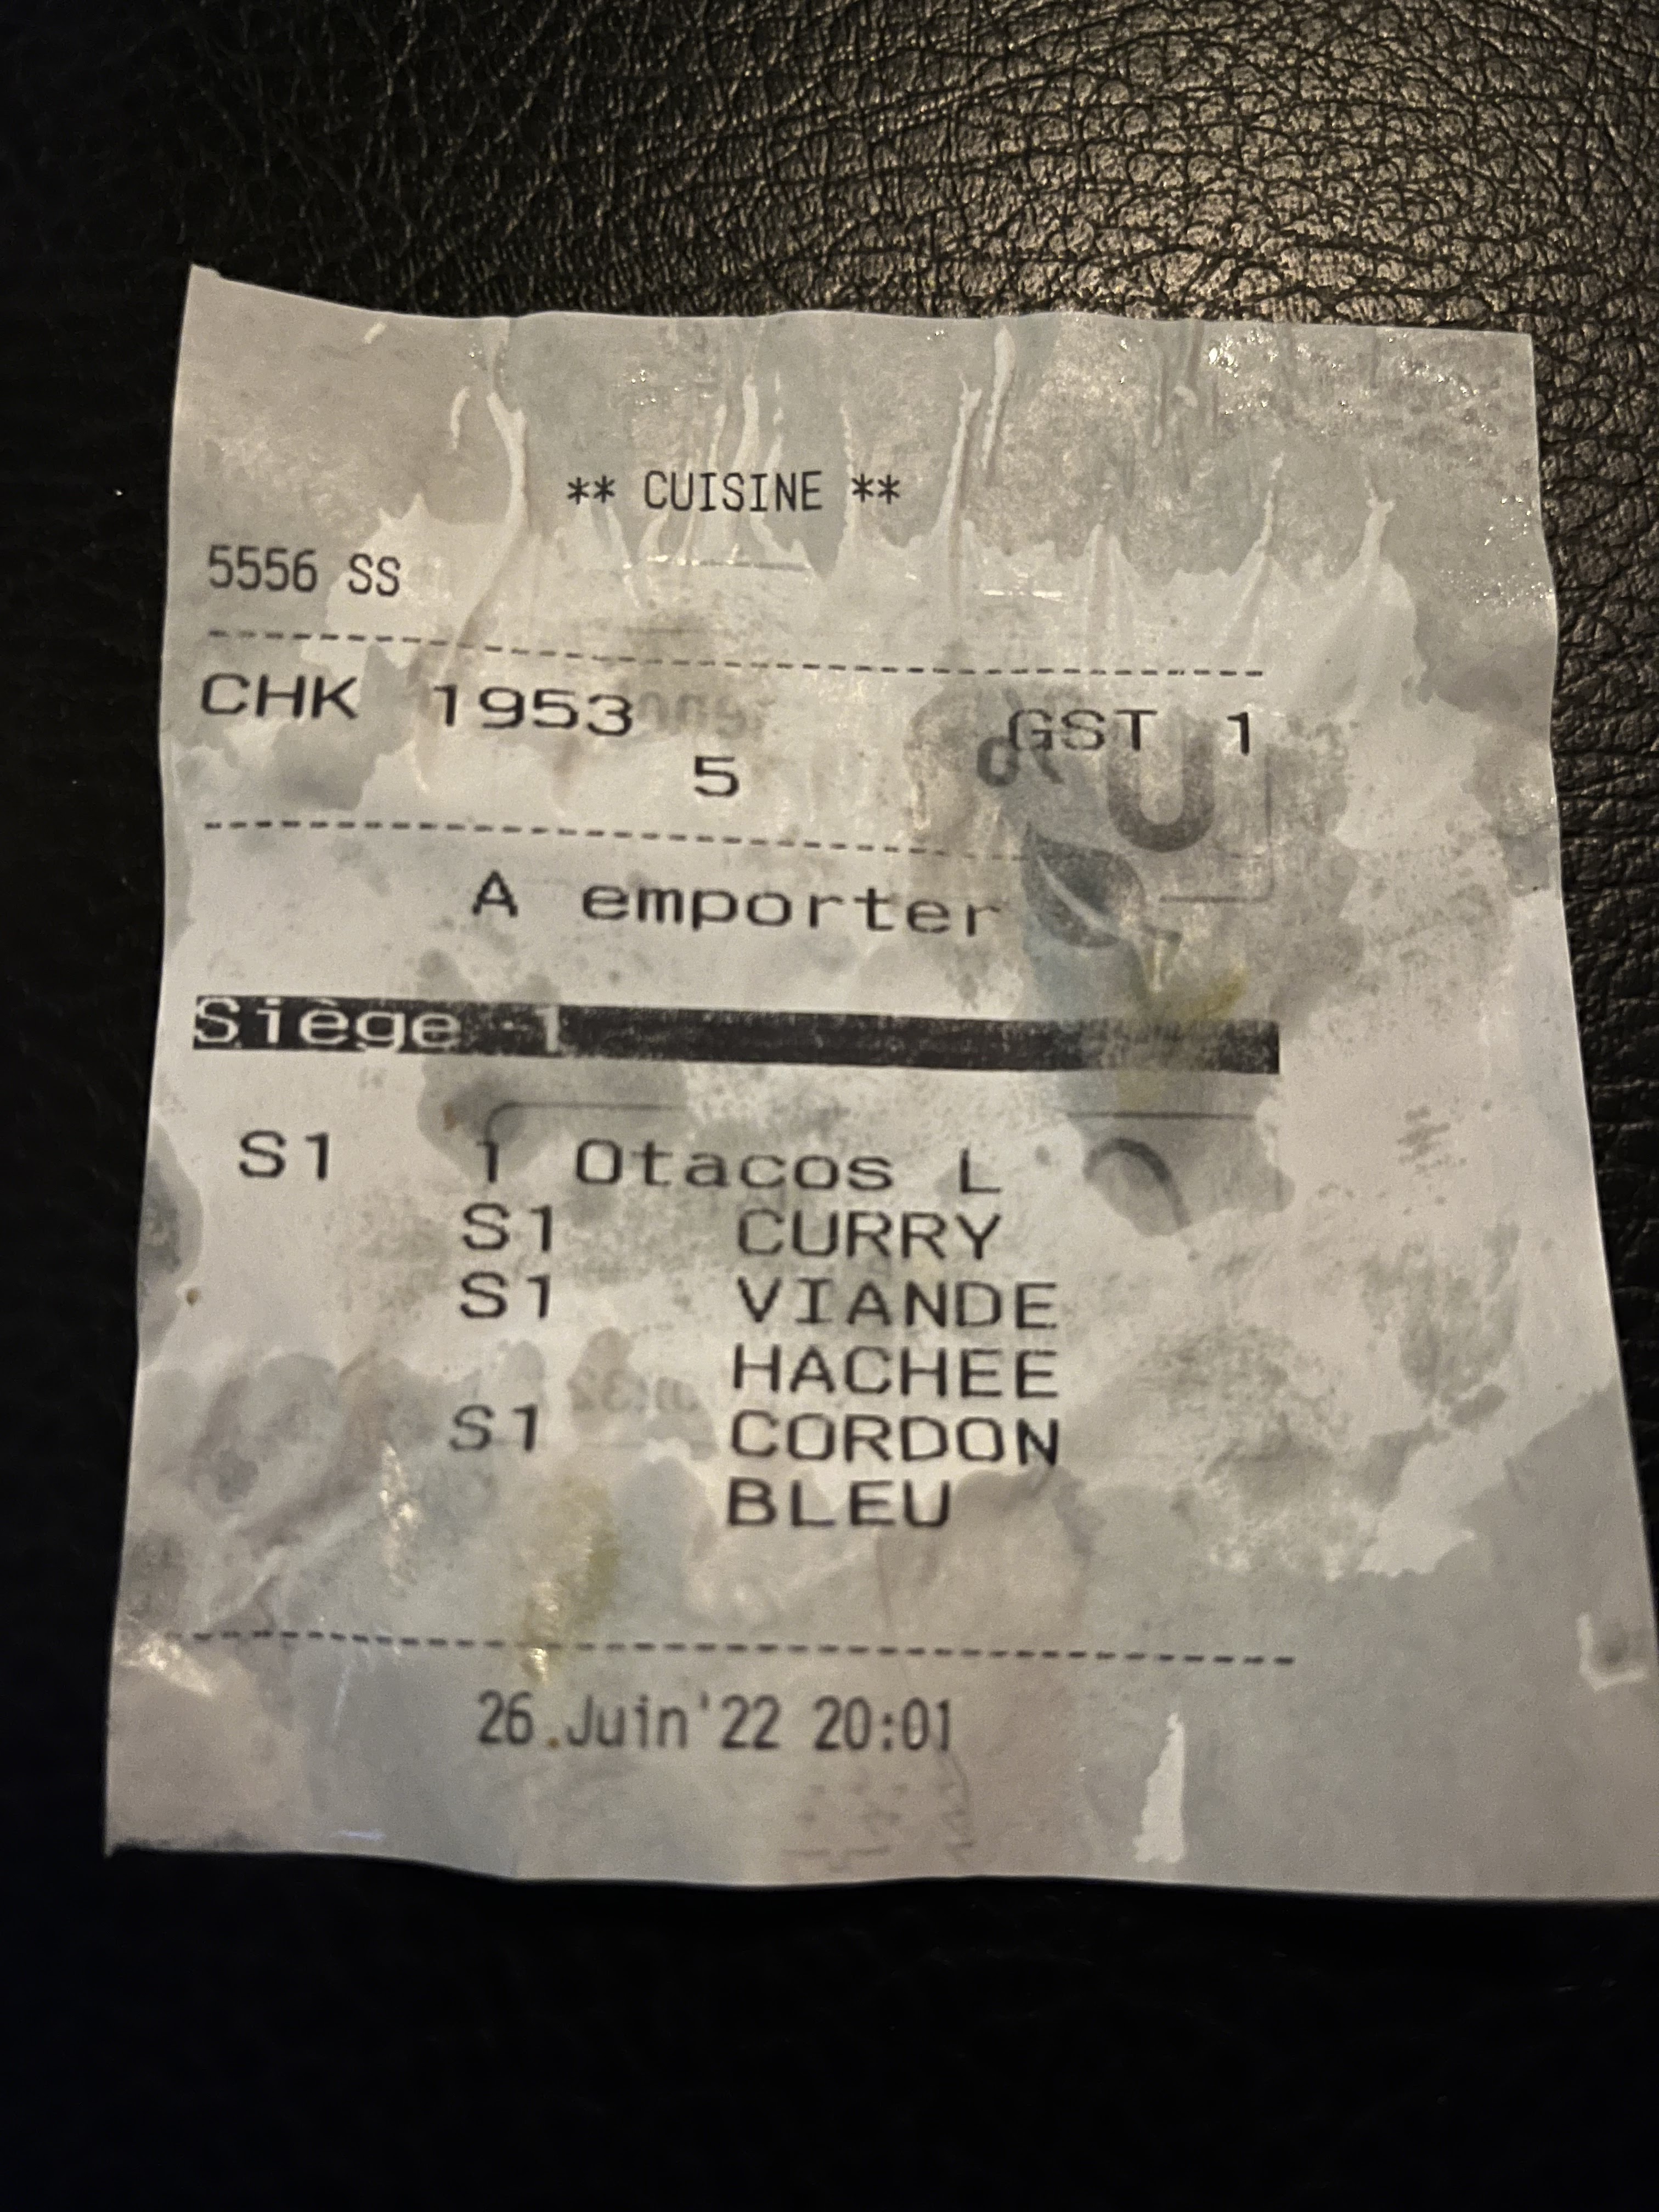 ** CUISINE **
5556 SS
CHK 1953 GST 1
5
A emporter
Siège 1
S1 1 Otacos L
S1 CURRY
S1 VIANDE
HACHEE
S1 CORDON
BLEU
26.Juin'22 20:01